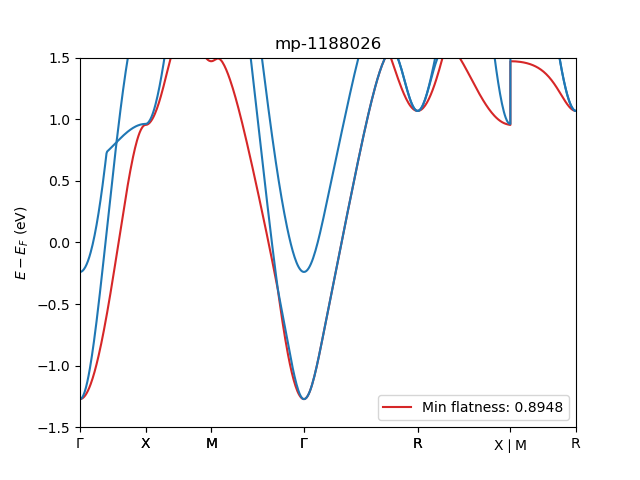 mp-1188026
E − E_F (eV)
1.5
1.0
0.5
0.0
−0.5
−1.0
−1.5
Min flatness: 0.8948
Γ X M Γ R X | M R